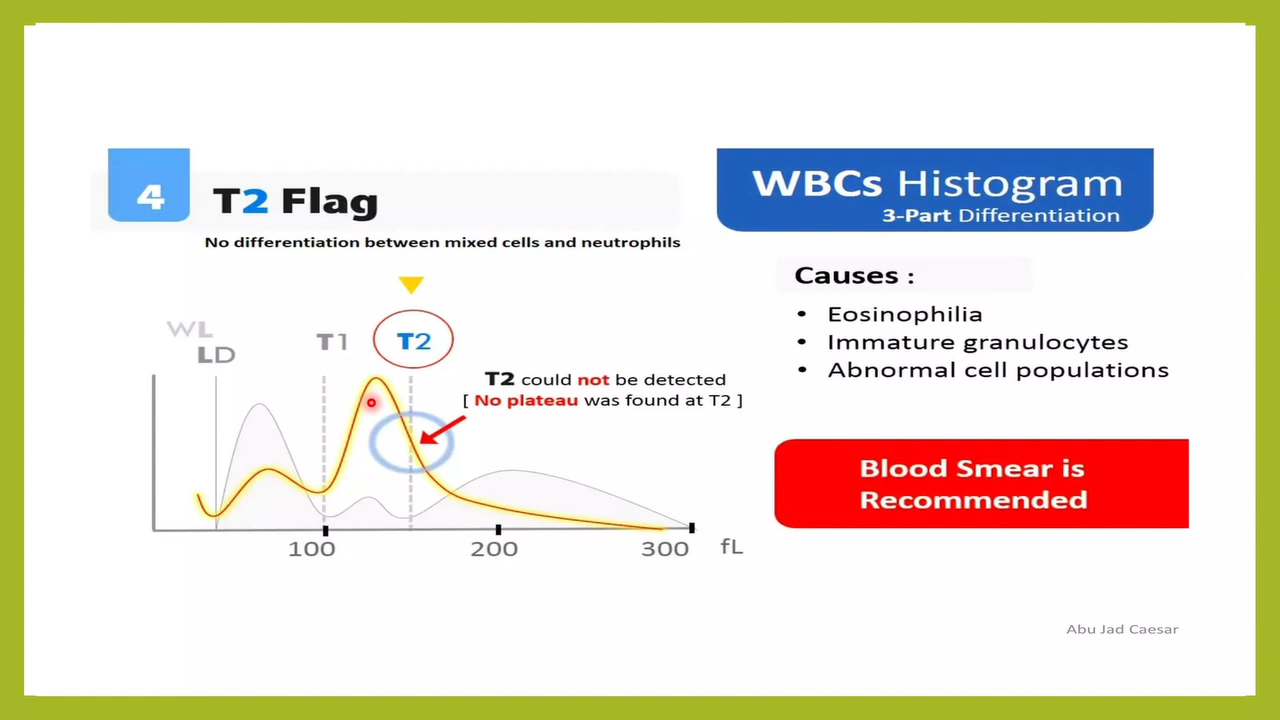 4
T2 Flag
No differentiation between mixed cells and neutrophils
WL
LD
T1
T2
T2 could not be detected
[ No plateau was found at T2 ]
100
200
300
fL
WBCs Histogram
3-Part Differentiation
Causes :
• Eosinophilia
• Immature granulocytes
• Abnormal cell populations
Blood Smear is
Recommended
Abu Jad Caesar